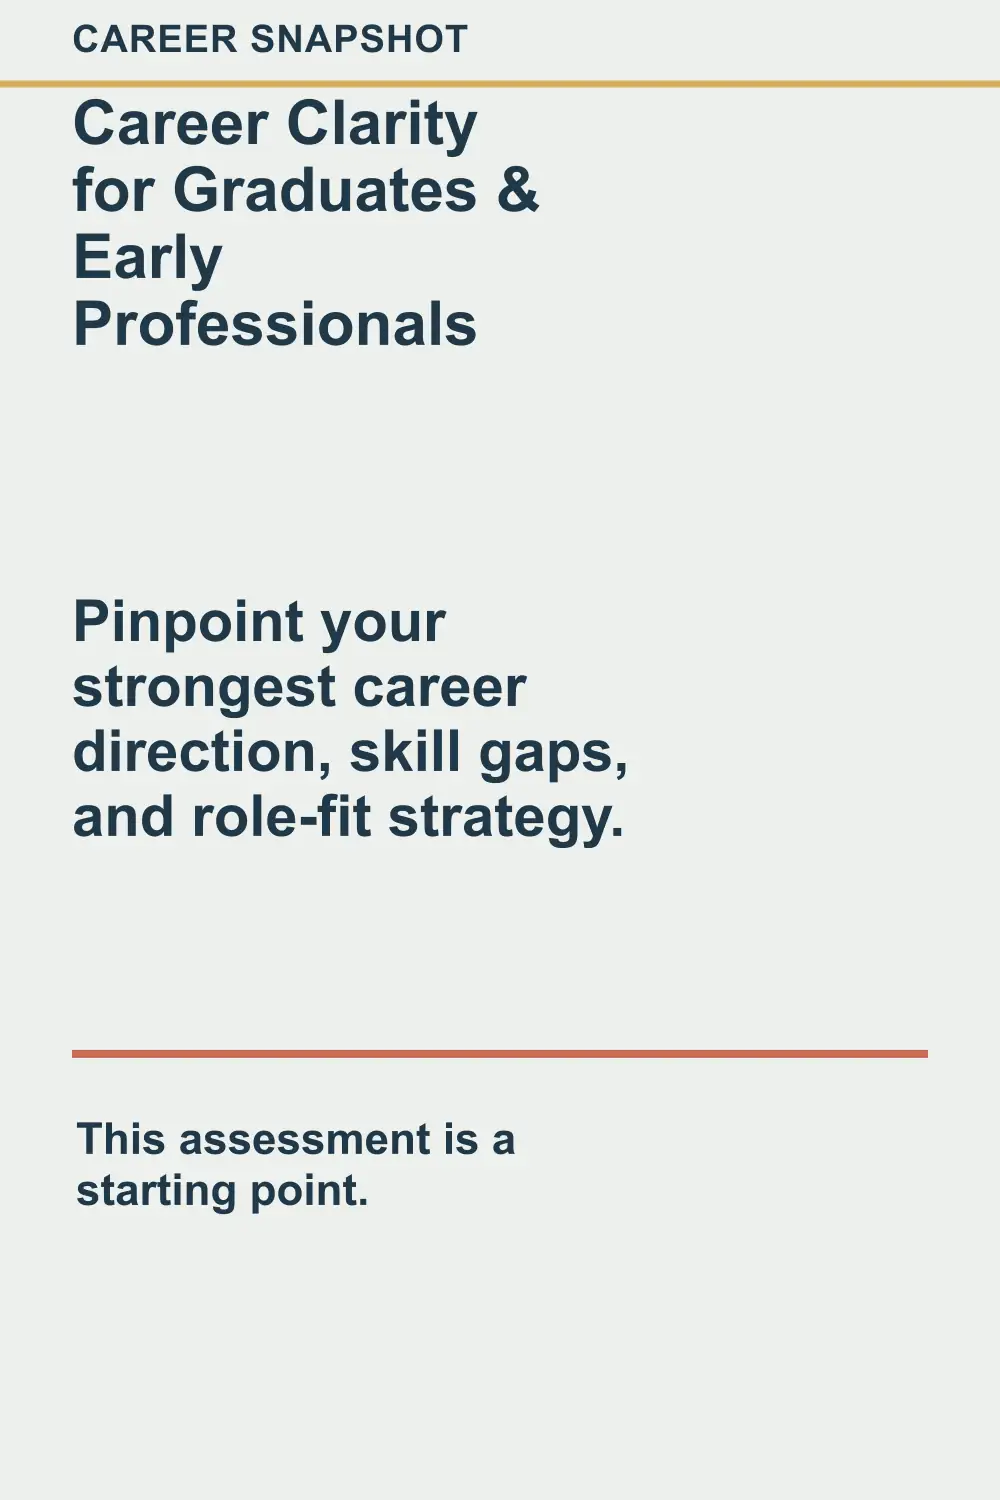 CAREER SNAPSHOT
Career Clarity
for Graduates &
Early
Professionals
Pinpoint your
strongest career
direction, skill gaps,
and role-fit strategy.
This assessment is a
starting point.